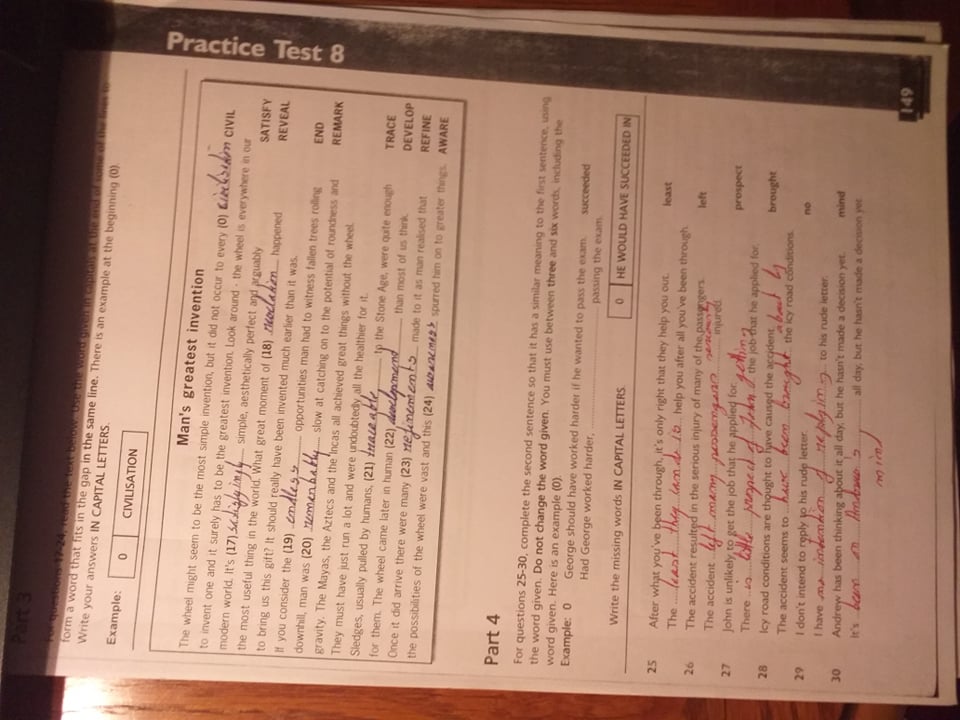 Part 3
For questions 17-24, read the text below. Use the word given in capitals at the end of some of the lines to
form a word that fits in the gap in the same line. There is an example at the beginning (0).
Write your answers IN CAPITAL LETTERS.
Example: 0 CIVILISATION
Man's greatest invention
The wheel might seem to be the most simple invention, but it did not occur to every (0) civilisation CIVIL
to invent one and it surely has to be the greatest invention. Look around - the wheel is everywhere in our
modern world. It's (17) satisfyingly simple, aesthetically perfect and arguably SATISFY
the most useful thing in the world. What great moment of (18) revelation happened REVEAL
to bring us this gift? It should really have been invented much earlier than it was.
If you consider the (19) endless opportunities man had to witness fallen trees rolling END
downhill, man was (20) remarkably slow at catching on to the potential of roundness and REMARK
gravity. The Mayas, the Aztecs and the Incas all achieved great things without the wheel.
They must have just run a lot and were undoubtedly all the healthier for it.
Sledges, usually pulled by humans, (21) traceable to the Stone Age, were quite enough TRACE
for them. The wheel came later in human (22) development than most of us think. DEVELOP
Once it did arrive there were many (23) refinements made to it as man realised that REFINE
the possibilities of the wheel were vast and this (24) awareness spurred him on to greater things. AWARE
Part 4
For questions 25-30, complete the second sentence so that it has a similar meaning to the first sentence, using
the word given. Do not change the word given. You must use between three and six words, including the
word given. Here is an example (0).
Example: 0 George should have worked harder if he wanted to pass the exam. succeeded
Had George worked harder, ........ passing the exam.
Write the missing words IN CAPITAL LETTERS. 0 HE WOULD HAVE SUCCEEDED IN
25 After what you've been through, it's only right that they help you out. least
The least they can do is help you after all you've been through.
26 The accident resulted in the serious injury of many of the passengers. left
The accident left many passengers seriously injured.
27 John is unlikely to get the job that he applied for. prospect
There is little prospect of John getting the job that he applied for.
28 Icy road conditions are thought to have caused the accident. brought
The accident seems to have been brought about by the icy road conditions.
29 I don't intend to reply to his rude letter. no
I have no intention of replying to his rude letter.
30 Andrew has been thinking about it all day, but he hasn't made a decision yet. mind
It's been on Andrew's mind all day, but he hasn't made a decision yet.
Practice Test 8
149